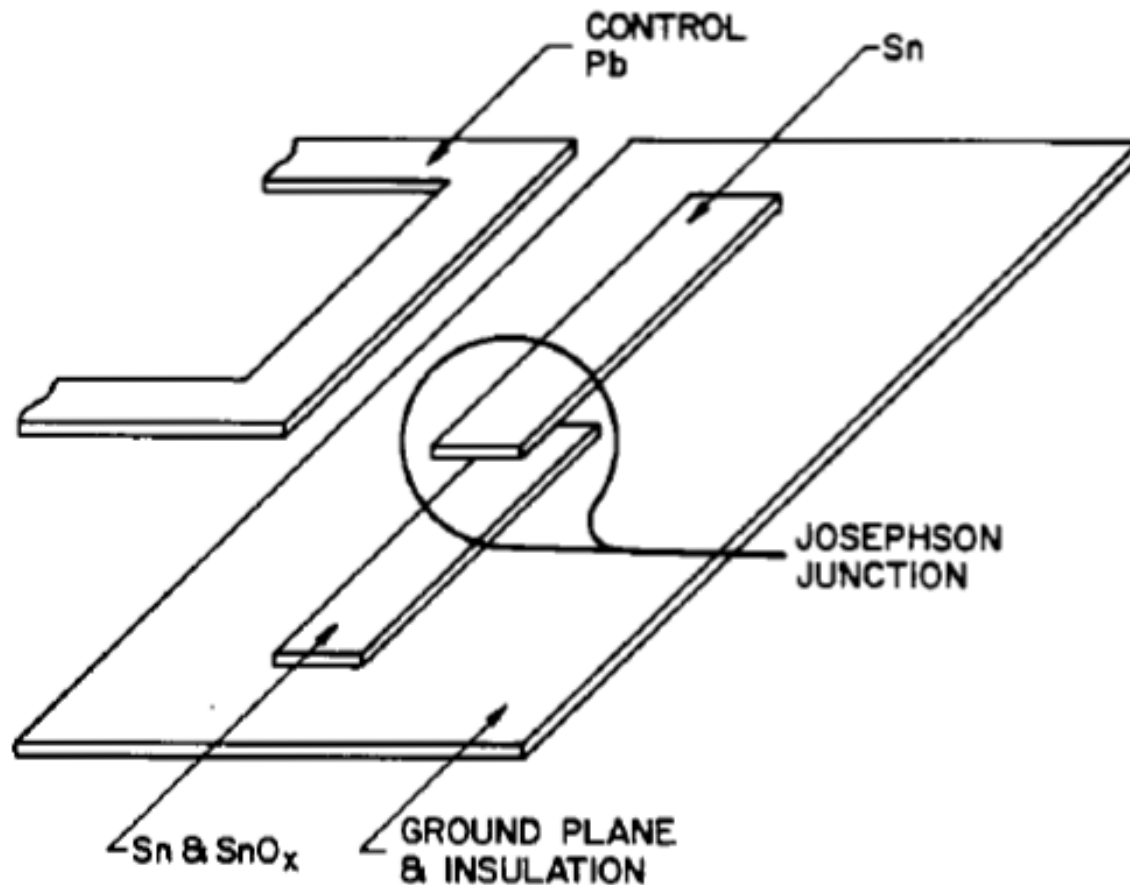 CONTROL
Pb
Sn
JOSEPHSON
JUNCTION
Sn & SnOₓ
GROUND PLANE
& INSULATION